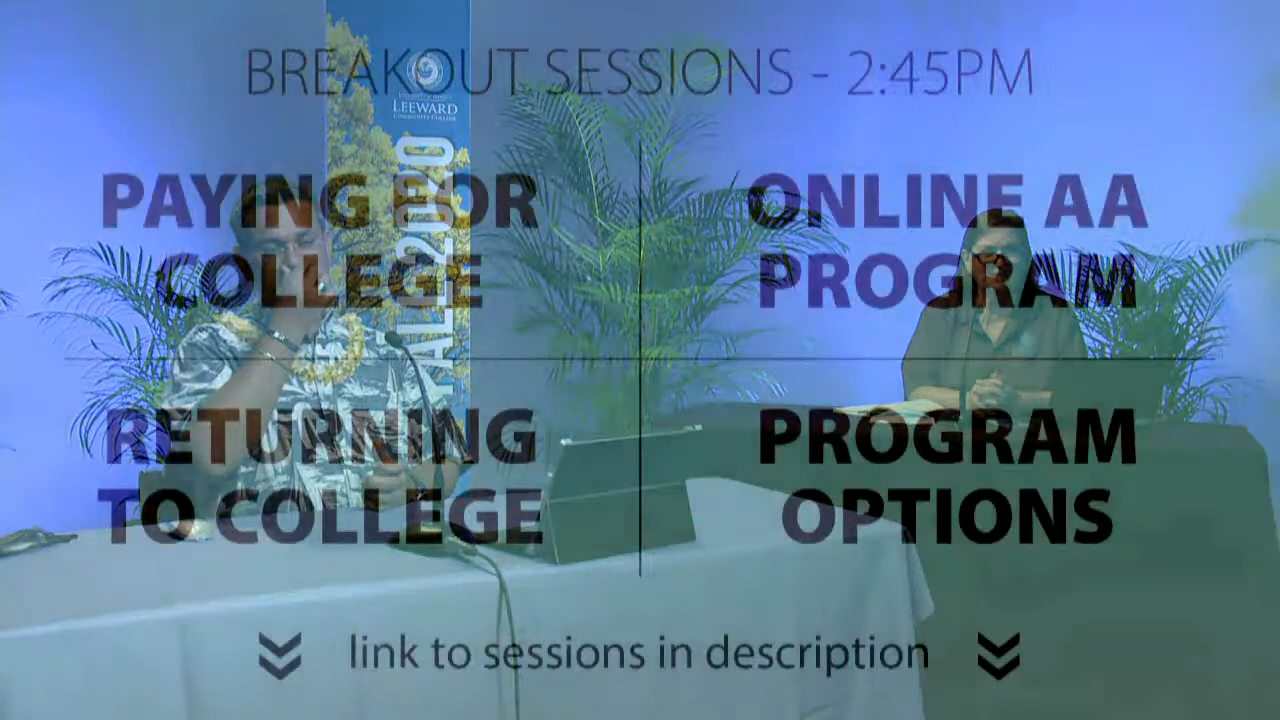 BREAKOUT SESSIONS - 2:45PM
LEEWARD
COMMUNITY COLLEGE
FALL 2020
PAYING FOR
COLLEGE
ONLINE AA
PROGRAM
RETURNING
TO COLLEGE
PROGRAM
OPTIONS
link to sessions in description